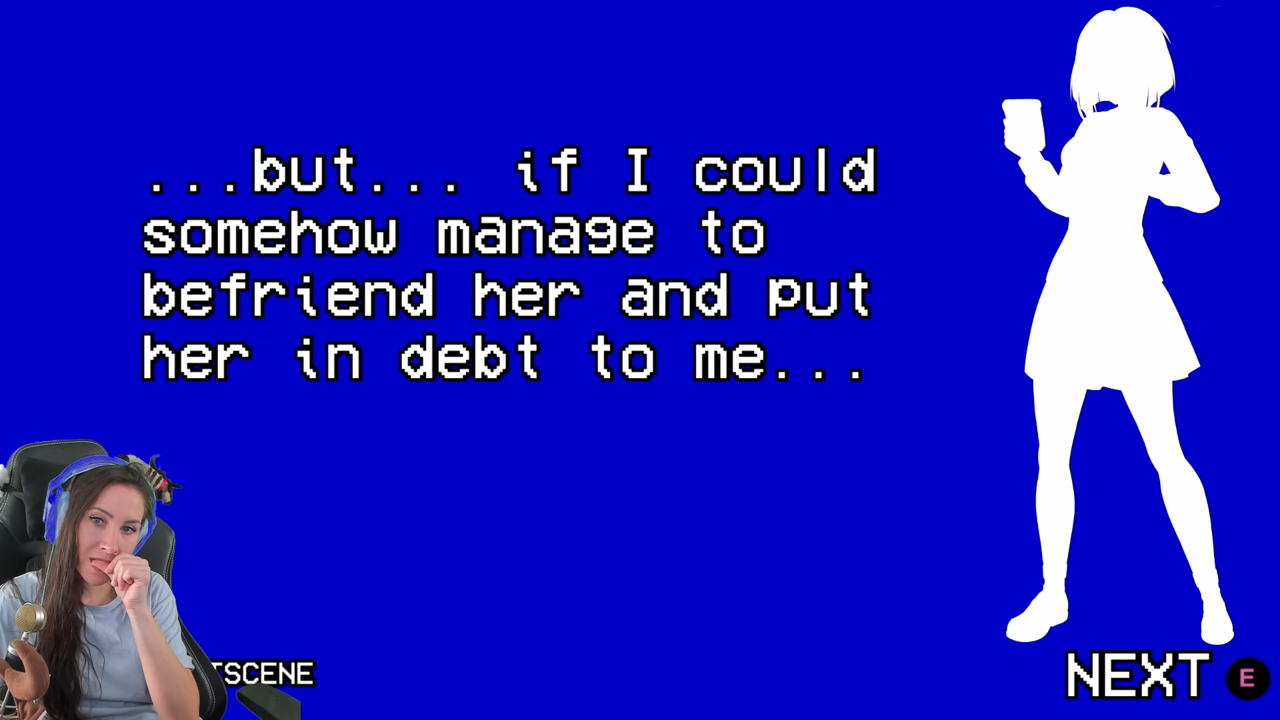 ...but... if I could
somehow manage to
befriend her and put
her in debt to me...
TSCENE
NEXT E